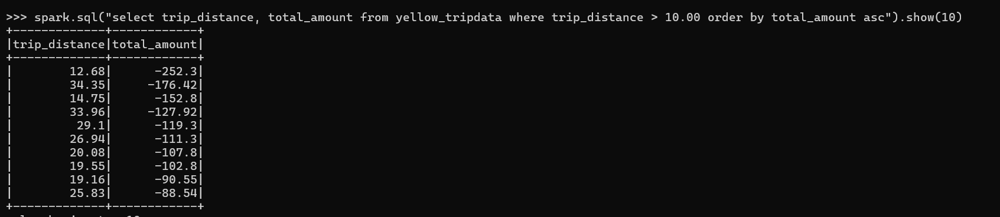 >>> spark.sql("select trip_distance, total_amount from yellow_tripdata where trip_distance > 10.00 order by total_amount asc").show(10)
+-------------+------------+
|trip_distance|total_amount|
+-------------+------------+
|        12.68|      -252.3|
|        34.35|     -176.42|
|        14.75|      -152.8|
|        33.96|     -127.92|
|         29.1|      -119.3|
|        26.94|      -111.3|
|        20.08|      -107.8|
|        19.55|      -102.8|
|        19.16|      -90.55|
|        25.83|      -88.54|
+-------------+------------+